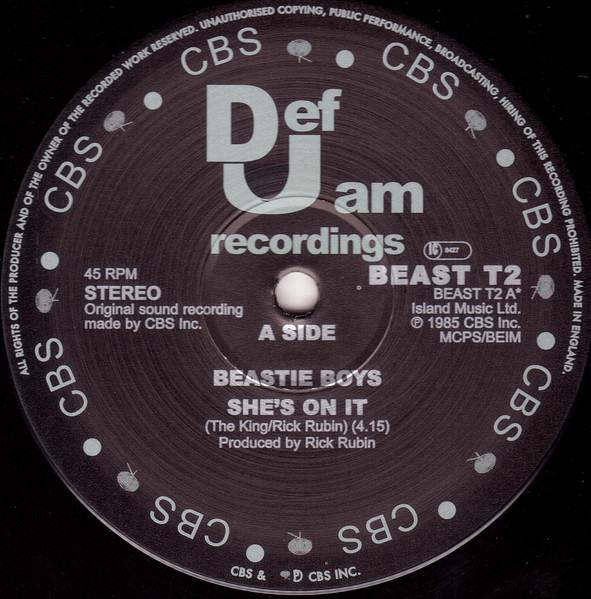 ALL RIGHTS OF THE PRODUCER AND OF THE OWNER OF THE RECORDED WORK RESERVED. UNAUTHORISED COPYING, PUBLIC PERFORMANCE, BROADCASTING, HIRING OF THIS RECORDING PROHIBITED. MADE IN ENGLAND.
CBS CBS CBS CBS CBS CBS CBS CBS
Def
Jam
recordings
45 RPM
STEREO
Original sound recording
made by CBS Inc.
A SIDE
IG 8427
BEAST T2
BEAST T2 A*
Island Music Ltd.
℗ 1985 CBS Inc.
MCPS/BEIM
BEASTIE BOYS
SHE'S ON IT
(The King/Rick Rubin) (4.15)
Produced by Rick Rubin
CBS & ℗ CBS INC.